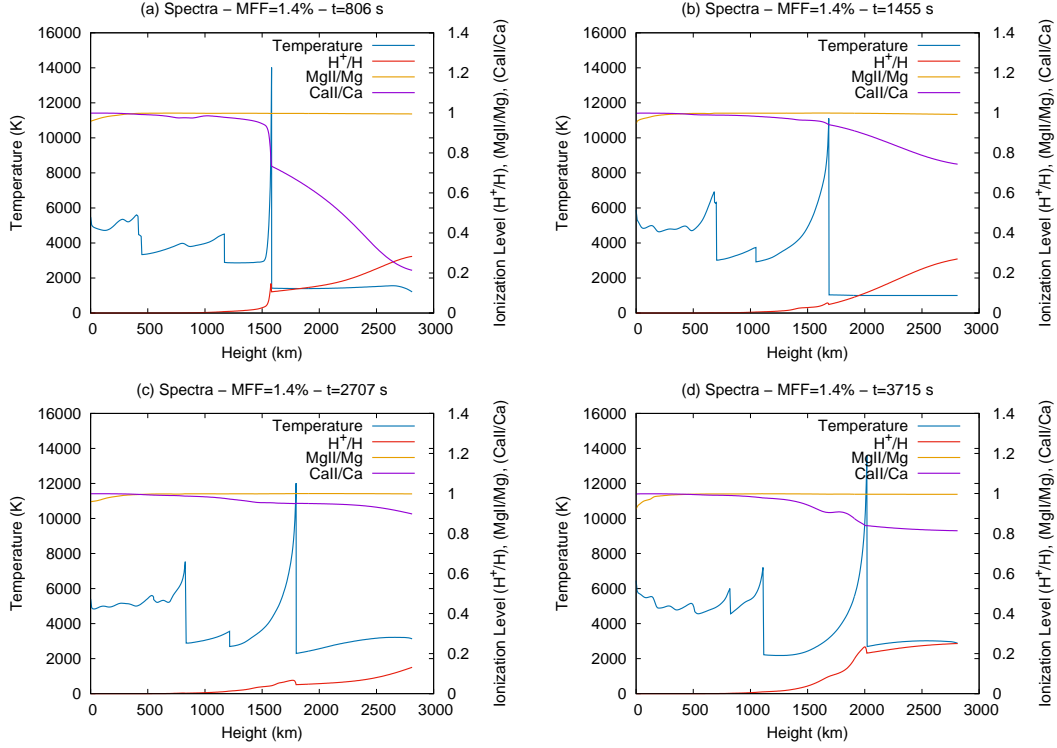 (a) Spectra − MFF=1.4% − t=806 s
16000
14000
12000
10000
8000
6000
4000
2000
0
Temperature (K)
1.4
1.2
1
0.8
0.6
0.4
0.2
0
Ionization Level (H⁺/H), (MgII/Mg), (CaII/Ca)
Temperature
H⁺/H
MgII/Mg
CaII/Ca
0 500 1000 1500 2000 2500 3000
Height (km)
(b) Spectra − MFF=1.4% − t=1455 s
16000
14000
12000
10000
8000
6000
4000
2000
0
Temperature (K)
1.4
1.2
1
0.8
0.6
0.4
0.2
0
Ionization Level (H⁺/H), (MgII/Mg), (CaII/Ca)
Temperature
H⁺/H
MgII/Mg
CaII/Ca
0 500 1000 1500 2000 2500 3000
Height (km)
(c) Spectra − MFF=1.4% − t=2707 s
16000
14000
12000
10000
8000
6000
4000
2000
0
Temperature (K)
1.4
1.2
1
0.8
0.6
0.4
0.2
0
Ionization Level (H⁺/H), (MgII/Mg), (CaII/Ca)
Temperature
H⁺/H
MgII/Mg
CaII/Ca
0 500 1000 1500 2000 2500 3000
Height (km)
(d) Spectra − MFF=1.4% − t=3715 s
16000
14000
12000
10000
8000
6000
4000
2000
0
Temperature (K)
1.4
1.2
1
0.8
0.6
0.4
0.2
0
Ionization Level (H⁺/H), (MgII/Mg), (CaII/Ca)
Temperature
H⁺/H
MgII/Mg
CaII/Ca
0 500 1000 1500 2000 2500 3000
Height (km)